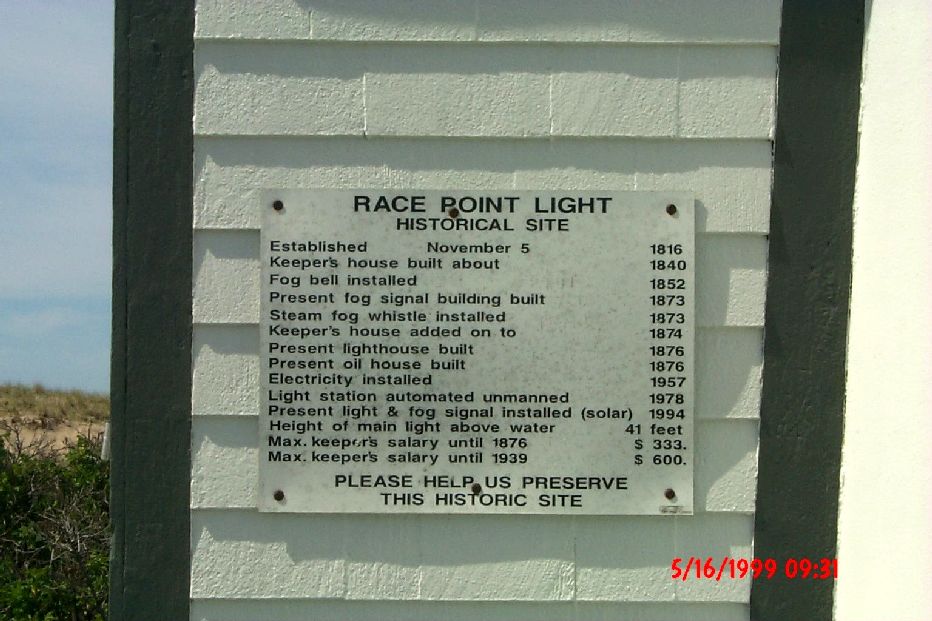 RACE POINT LIGHT
HISTORICAL SITE
Established November 5 1816
Keeper's house built about 1840
Fog bell installed 1852
Present fog signal building built 1873
Steam fog whistle installed 1873
Keeper's house added on to 1874
Present lighthouse built 1876
Present oil house built 1876
Electricity installed 1957
Light station automated unmanned 1978
Present light & fog signal installed (solar) 1994
Height of main light above water 41 feet
Max. keeper's salary until 1876 $ 333.
Max. keeper's salary until 1939 $ 600.
PLEASE HELP US PRESERVE
THIS HISTORIC SITE
5/16/1999 09:31